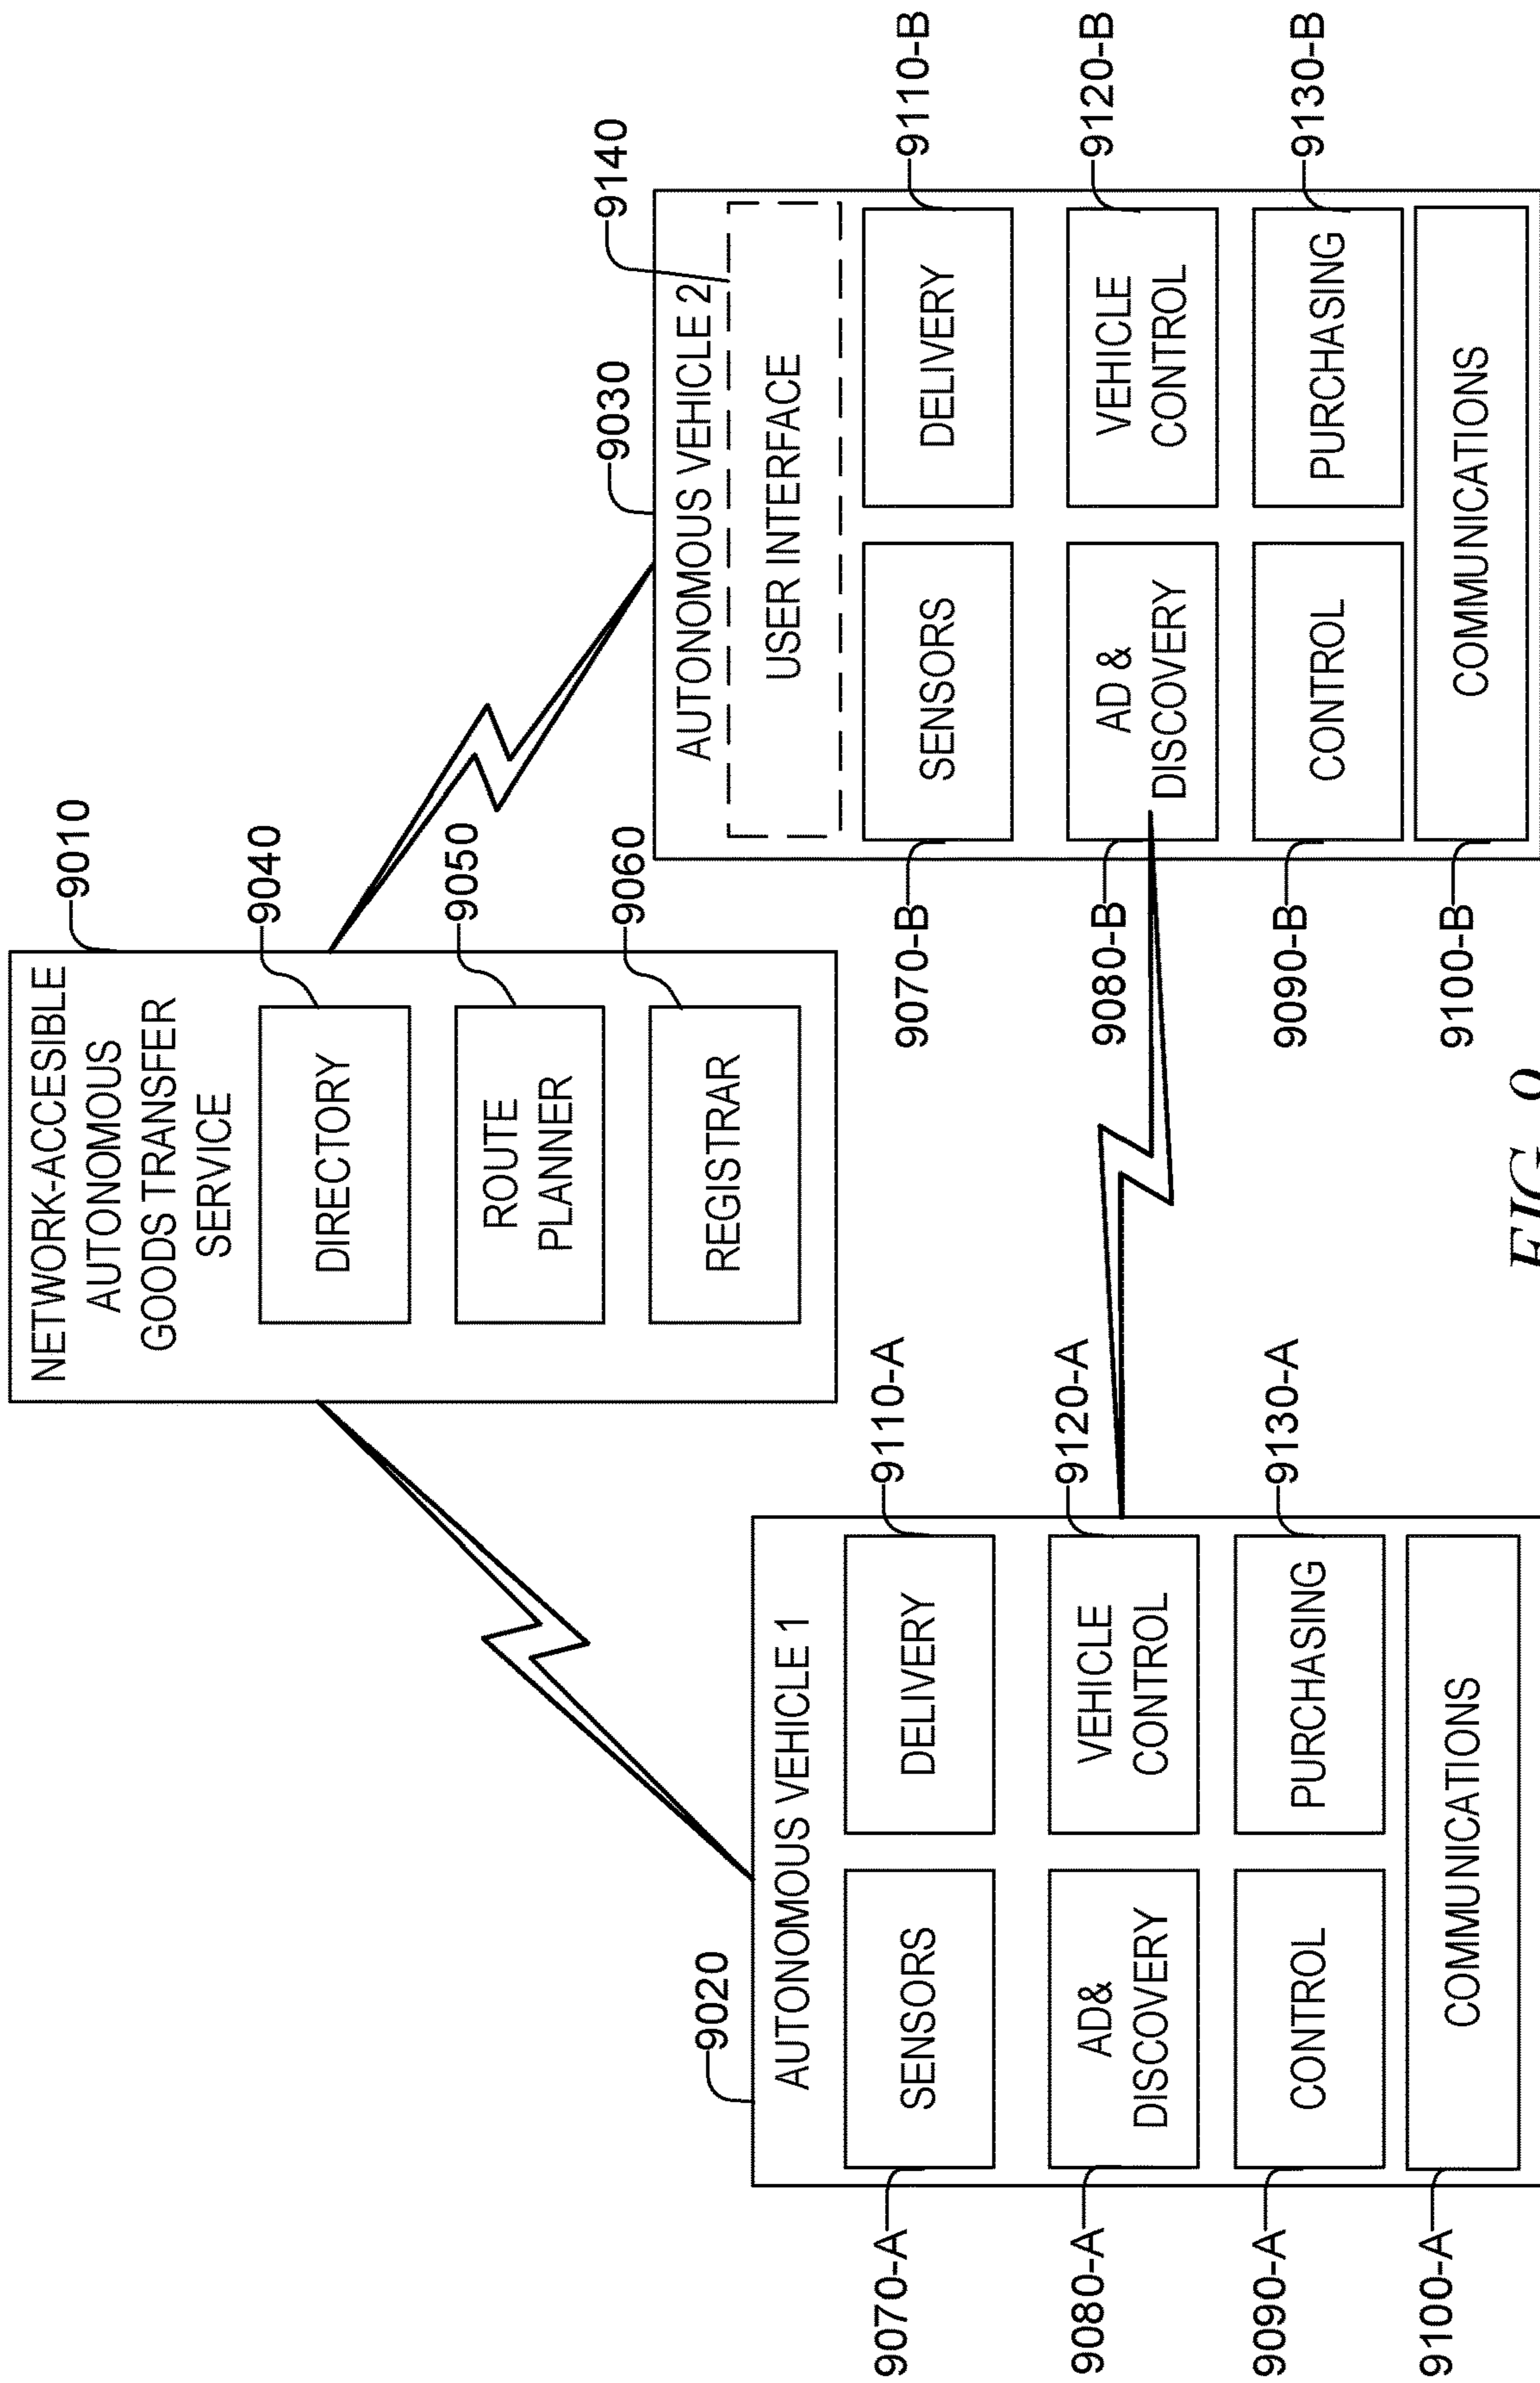 9010
NETWORK-ACCESIBLE
AUTONOMOUS
GOODS TRANSFER
SERVICE
9040
DIRECTORY
9050
ROUTE
PLANNER
9060
REGISTRAR
9020
AUTONOMOUS VEHICLE 1
9070-A
SENSORS
DELIVERY
9110-A
9080-A
AD&
DISCOVERY
VEHICLE
CONTROL
9120-A
9090-A
CONTROL
PURCHASING
9130-A
9100-A
COMMUNICATIONS
9030
AUTONOMOUS VEHICLE 2
9140
USER INTERFACE
9070-B
SENSORS
DELIVERY
9110-B
9080-B
AD &
DISCOVERY
VEHICLE
CONTROL
9120-B
9090-B
CONTROL
PURCHASING
9130-B
9100-B
COMMUNICATIONS
FIG. 9